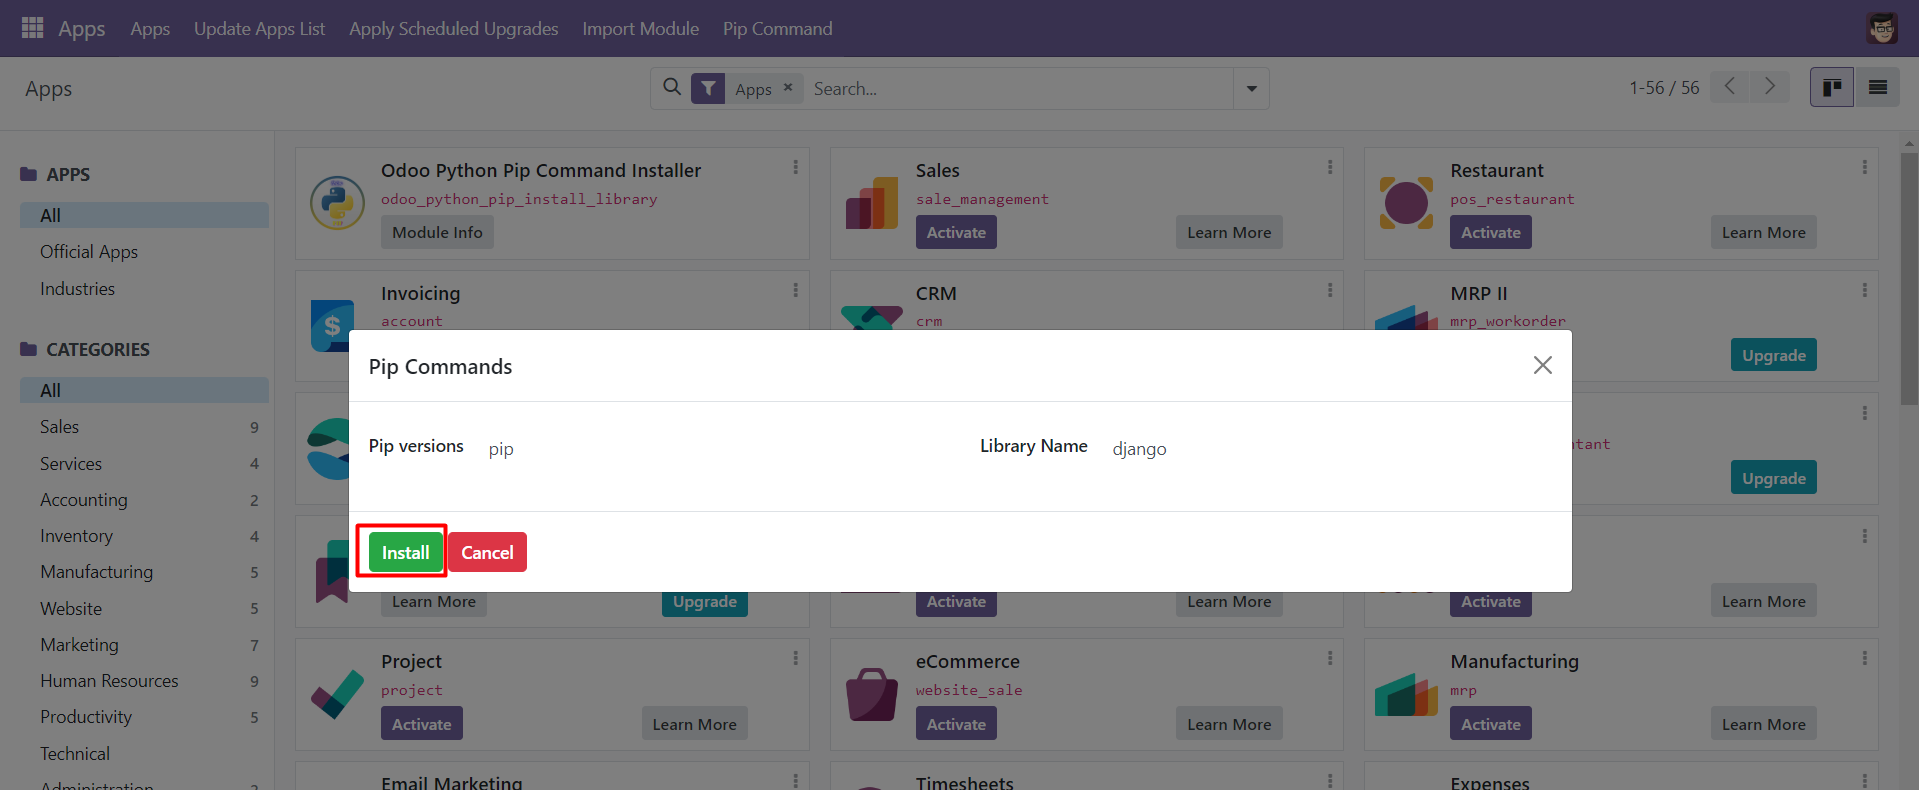 Apps Apps Update Apps List Apply Scheduled Upgrades Import Module Pip Command
Apps Apps × Search... 1-56 / 56
APPS
All
Official Apps
Industries
CATEGORIES
All
Sales 9
Services 4
Accounting 2
Inventory 4
Manufacturing 5
Website 5
Marketing 7
Human Resources 9
Productivity 5
Technical
Administration 2
Odoo Python Pip Command Installer
odoo_python_pip_install_library
Module Info
Sales
sale_management
Activate Learn More
Restaurant
pos_restaurant
Activate Learn More
Invoicing
account
CRM
crm
MRP II
mrp_workorder
Upgrade
Upgrade
Pip Commands
Pip versions pip Library Name django
Install Cancel
Learn More Upgrade
Activate Learn More
Activate Learn More
Project
project
Activate Learn More
eCommerce
website_sale
Activate Learn More
Manufacturing
mrp
Activate Learn More
Email Marketing
Timesheets
Expenses